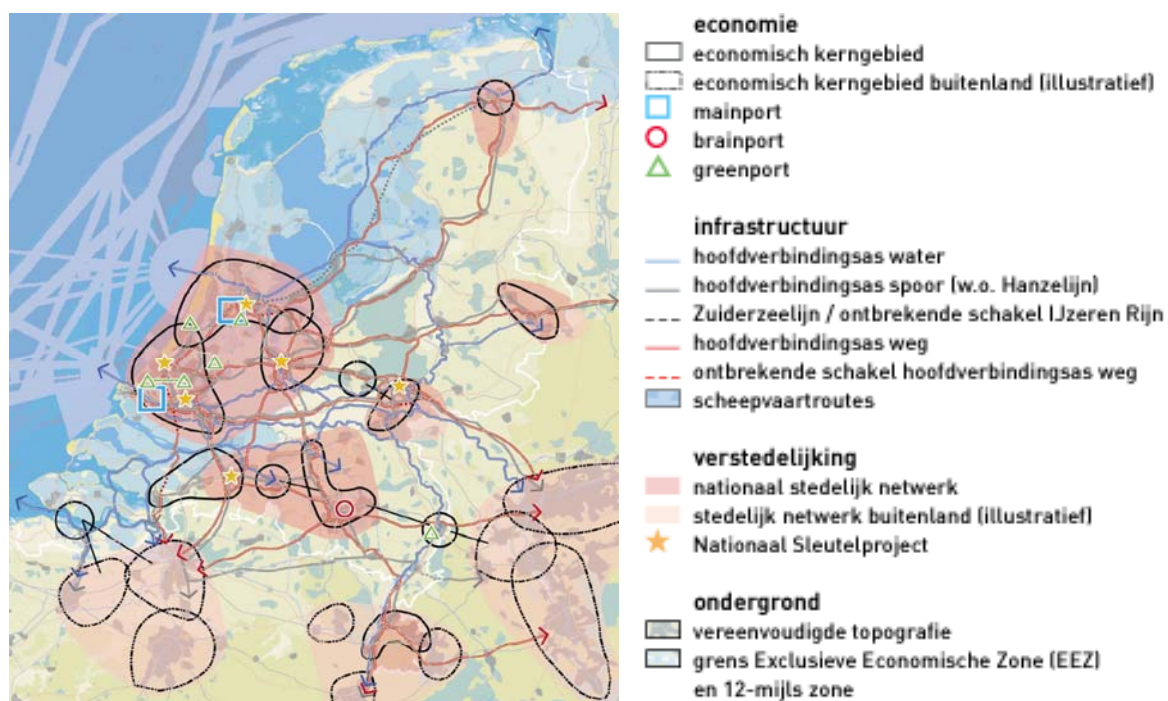 economie
economisch kerngebied
economisch kerngebied buitenland (illustratief)
mainport
brainport
greenport
infrastructuur
hoofdverbindingsas water
hoofdverbindingsas spoor (w.o. Hanzelijn)
Zuiderzeelijn / ontbrekende schakel IJzeren Rijn
hoofdverbindingsas weg
ontbrekende schakel hoofdverbindingsas weg
scheepvaartroutes
verstedelijking
nationaal stedelijk netwerk
stedelijk netwerk buitenland (illustratief)
Nationaal Sleutelproject
ondergrond
vereenvoudigde topografie
grens Exclusieve Economische Zone (EEZ)
en 12-mijls zone